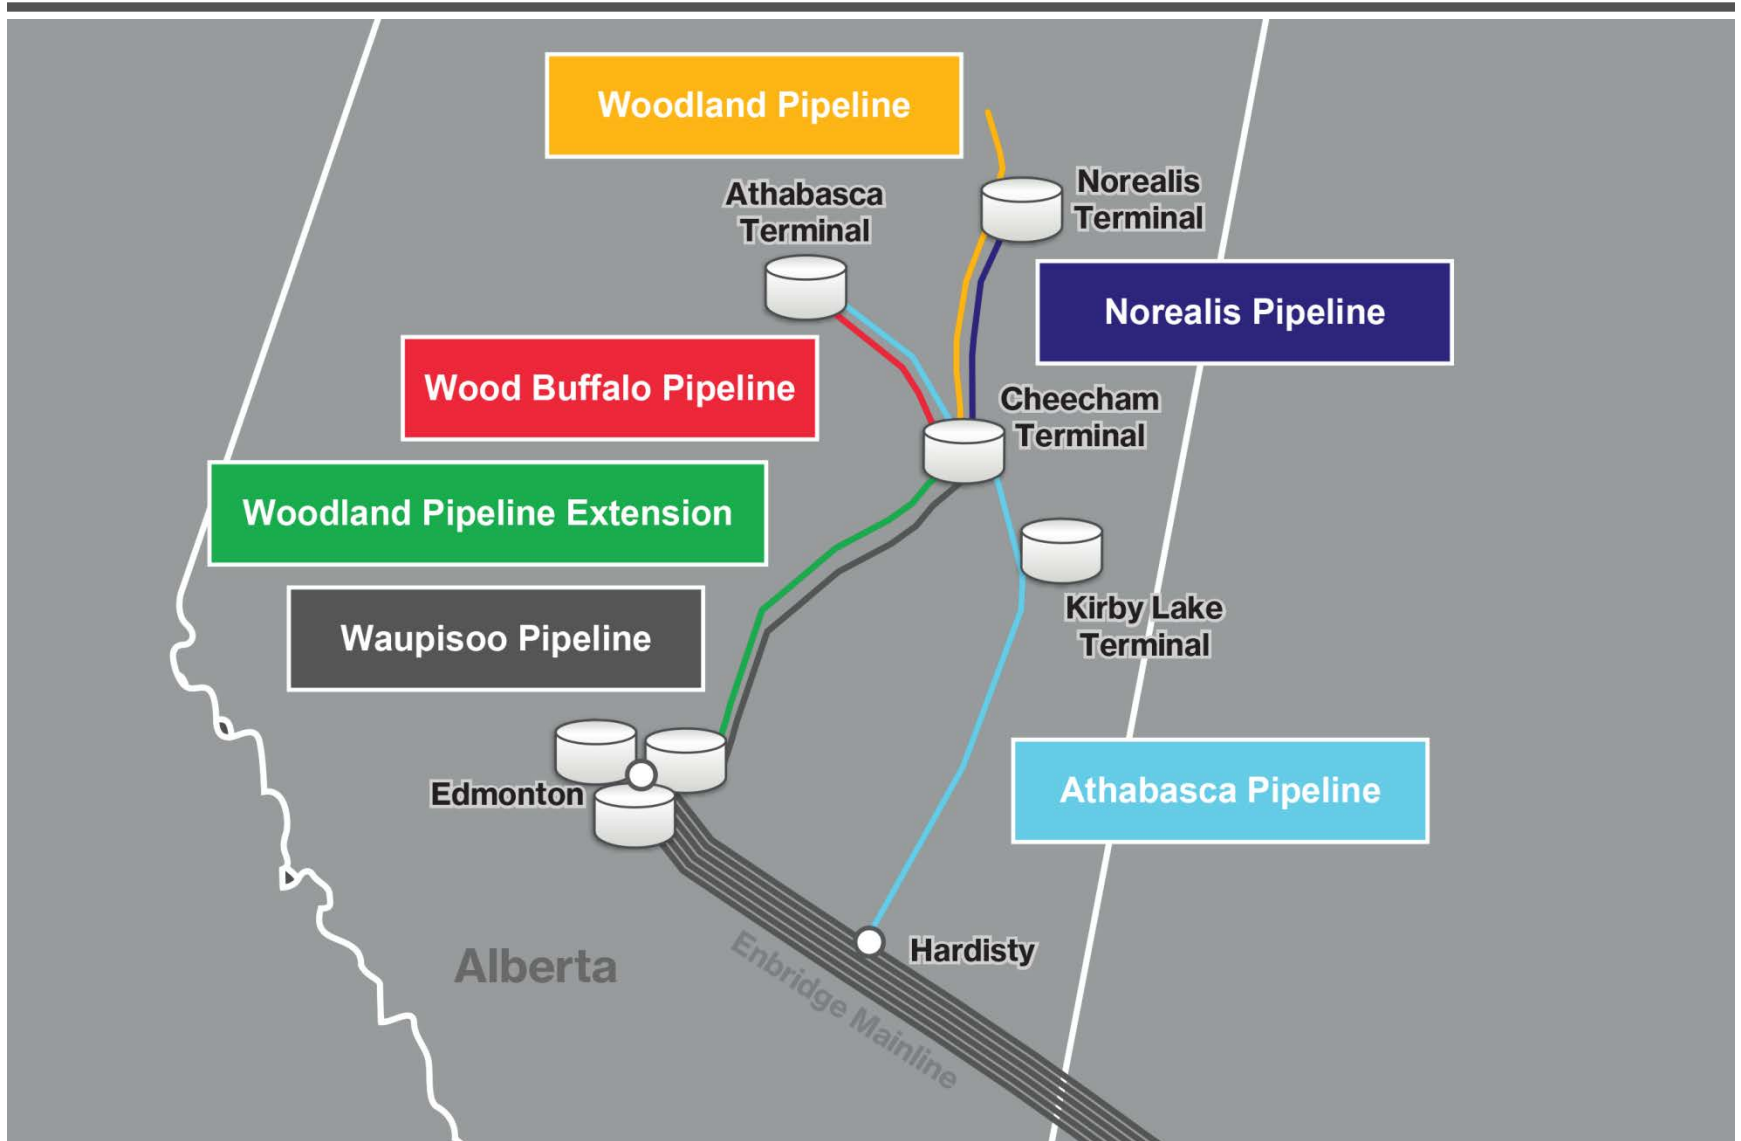 Woodland Pipeline
Athabasca
Terminal
Norealis
Terminal
Norealis Pipeline
Wood Buffalo Pipeline
Cheecham
Terminal
Woodland Pipeline Extension
Waupisoo Pipeline
Kirby Lake
Terminal
Edmonton
Athabasca Pipeline
Alberta
Enbridge Mainline
Hardisty